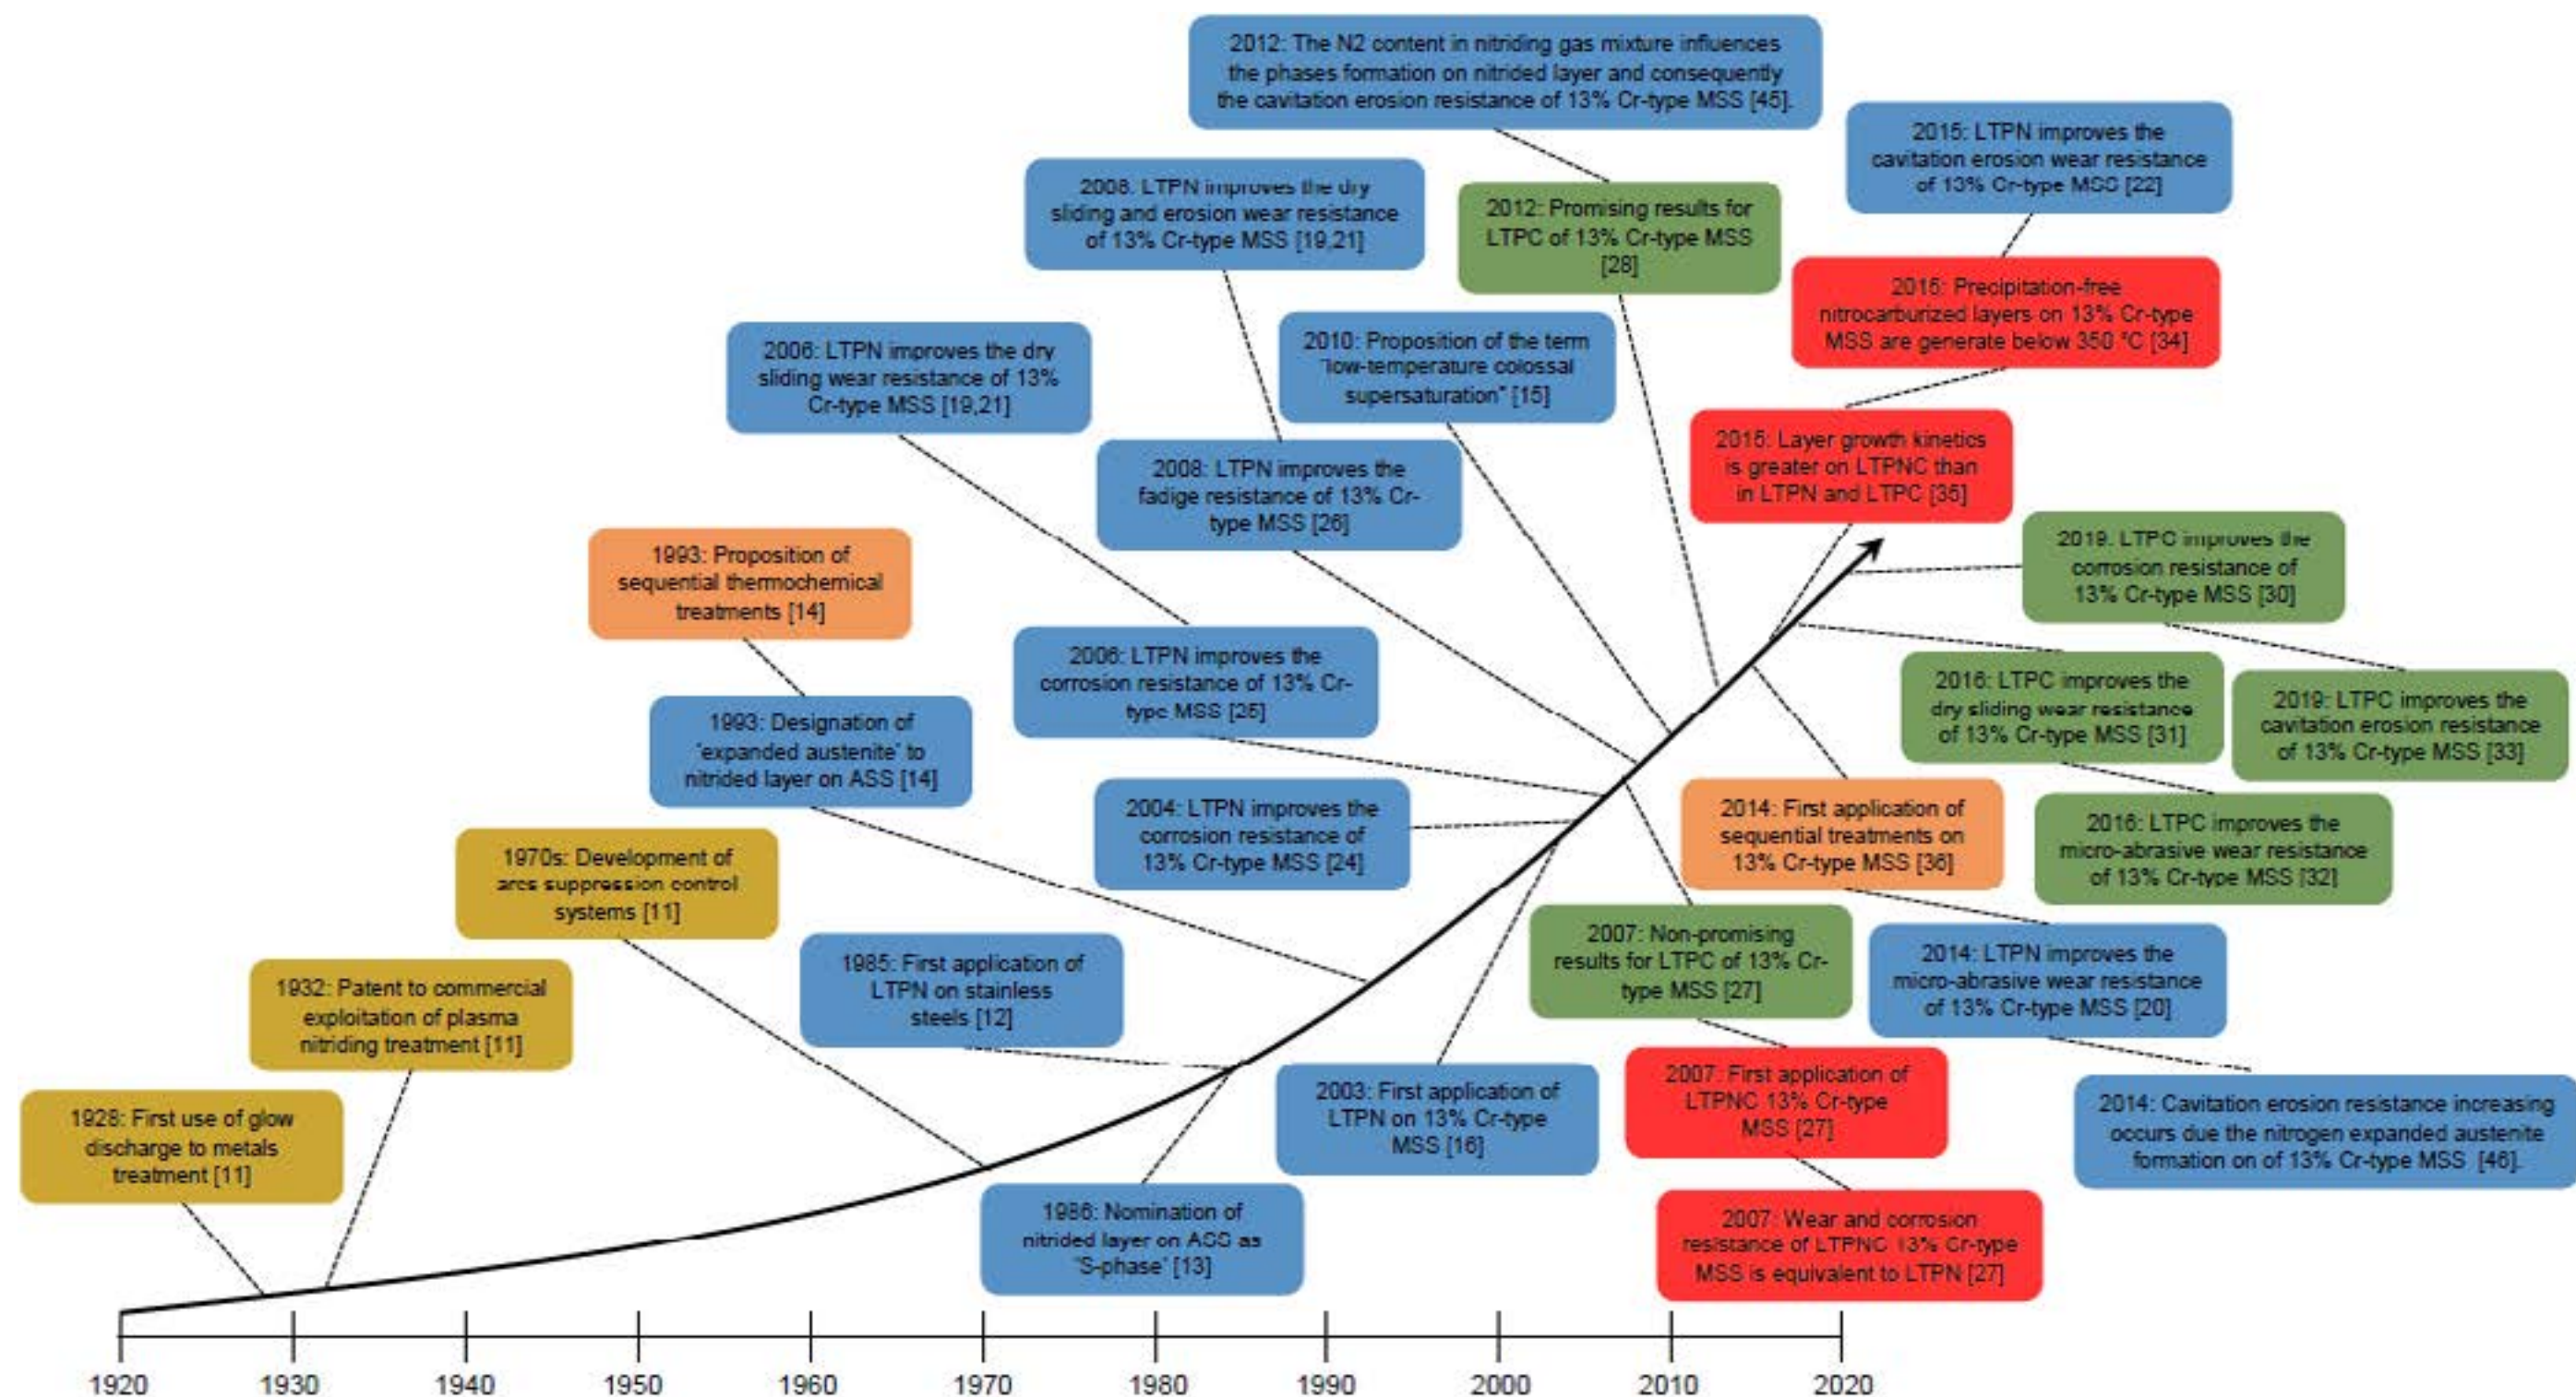 2012: The N2 content in nitriding gas mixture influences
the phases formation on nitrided layer and consequently
the cavitation erosion resistance of 13% Cr-type MSS [45].
2015: LTPN improves the
cavitation erosion wear resistance
of 13% Cr-type MSS [22]
2008: LTPN improves the dry
sliding and erosion wear resistance
of 13% Cr-type MSS [19,21]
2012: Promising results for
LTPC of 13% Cr-type MSS
[28]
2015: Precipitation-free
nitrocarburized layers on 13% Cr-type
MSS are generate below 350 °C [34]
2006: LTPN improves the dry
sliding wear resistance of 13%
Cr-type MSS [19,21]
2010: Proposition of the term
"low-temperature colossal
supersaturation" [15]
2015: Layer growth kinetics
is greater on LTPNC than
in LTPN and LTPC [35]
2008: LTPN improves the
fadige resistance of 13% Cr-
type MSS [26]
1993: Proposition of
sequential thermochemical
treatments [14]
2019: LTPC improves the
corrosion resistance of
13% Cr-type MSS [30]
2006: LTPN improves the
corrosion resistance of 13% Cr-
type MSS [25]
2016: LTPC improves the
dry sliding wear resistance
of 13% Cr-type MSS [31]
2019: LTPC improves the
cavitation erosion resistance
of 13% Cr-type MSS [33]
1993: Designation of
'expanded austenite' to
nitrided layer on ASS [14]
2004: LTPN improves the
corrosion resistance of
13% Cr-type MSS [24]
2014: First application of
sequential treatments on
13% Cr-type MSS [36]
2016: LTPC improves the
micro-abrasive wear resistance
of 13% Cr-type MSS [32]
1970s: Development of
arcs suppression control
systems [11]
1985: First application of
LTPN on stainless
steels [12]
2007: Non-promising
results for LTPC of 13% Cr-
type MSS [27]
2014: LTPN improves the
micro-abrasive wear resistance
of 13% Cr-type MSS [20]
1932: Patent to commercial
exploitation of plasma
nitriding treatment [11]
2003: First application of
LTPN on 13% Cr-type
MSS [16]
2007: First application of
LTPNC 13% Cr-type
MSS [27]
2014: Cavitation erosion resistance increasing
occurs due the nitrogen expanded austenite
formation on of 13% Cr-type MSS [46].
1928: First use of glow
discharge to metals
treatment [11]
1986: Nomination of
nitrided layer on ASS as
'S-phase' [13]
2007: Wear and corrosion
resistance of LTPNC 13% Cr-type
MSS is equivalent to LTPN [27]
1920 1930 1940 1950 1960 1970 1980 1990 2000 2010 2020